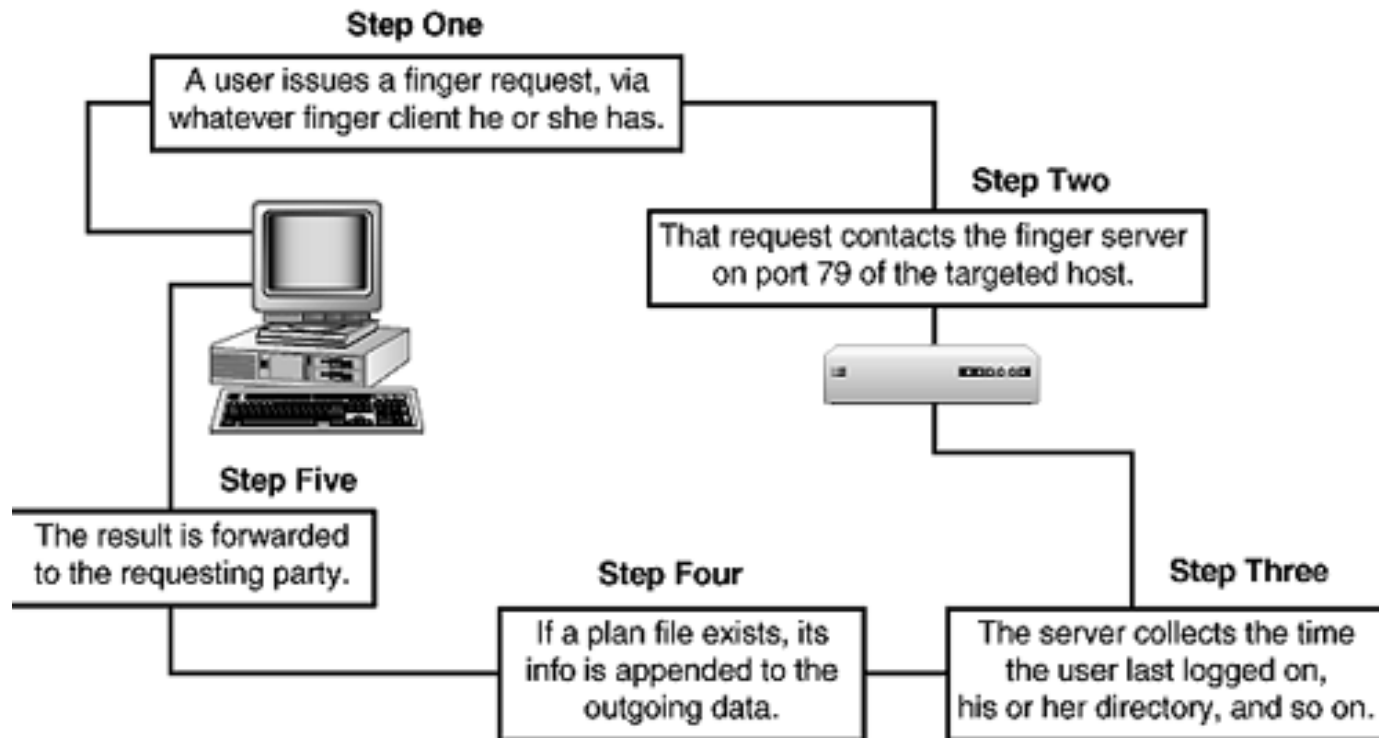 Step One
A user issues a finger request, via
whatever finger client he or she has.
Step Two
That request contacts the finger server
on port 79 of the targeted host.
Step Three
The server collects the time
the user last logged on,
his or her directory, and so on.
Step Four
If a plan file exists, its
info is appended to the
outgoing data.
Step Five
The result is forwarded
to the requesting party.